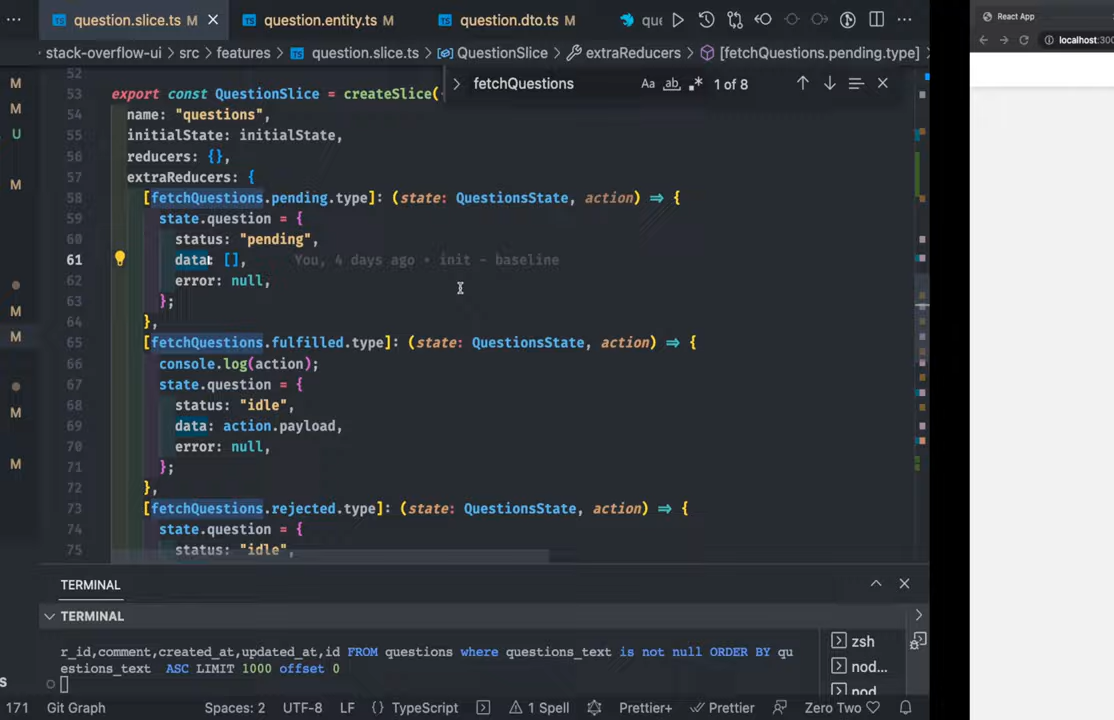 question.slice.ts
question.entity.ts
question.dto.ts
stack-overflow-ui > src > features > question.slice.ts > QuestionSlice > extraReducers > [fetchQuestions.pending.type]
fetchQuestions Aa ab .* 1 of 8
52
53 export const QuestionSlice = createSlice(
54 name: "questions",
55 initialState: initialState,
56 reducers: {},
57 extraReducers: {
58 [fetchQuestions.pending.type]: (state: QuestionsState, action) => {
59 state.question = {
60 status: "pending",
61 data: [], You, 4 days ago • init - baseline
62 error: null,
63 };
64 },
65 [fetchQuestions.fulfilled.type]: (state: QuestionsState, action) => {
66 console.log(action);
67 state.question = {
68 status: "idle",
69 data: action.payload,
70 error: null,
71 };
72 },
73 [fetchQuestions.rejected.type]: (state: QuestionsState, action) => {
74 state.question = {
75 status: "idle",
M
M
U
M
M
M
M
M
TERMINAL
TERMINAL
r_id,comment,created_at,updated_at,id FROM questions where questions_text is not null ORDER BY qu
estions_text ASC LIMIT 1000 offset 0
zsh
nod...
nod
171 Git Graph Spaces: 2 UTF-8 LF {} TypeScript 1 Spell Prettier+ Prettier Zero Two
React App
localhost:300